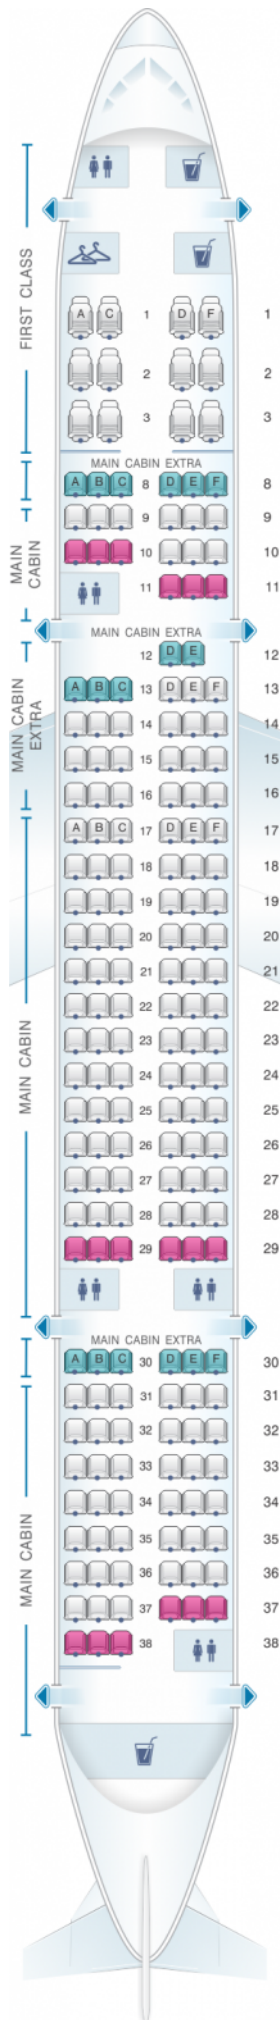 FIRST CLASS
A C 1 D F 1
2 2
3 3
MAIN CABIN EXTRA
A B C 8 D E F 8
9 9
MAIN CABIN
10 10
11 11
MAIN CABIN EXTRA
12 D E 12
A B C 13 D E F 13
MAIN CABIN EXTRA
14 14
15 15
16 16
A B C 17 D E F 17
18 18
19 19
20 20
21 21
22 22
MAIN CABIN
23 23
24 24
25 25
26 26
27 27
28 28
29 29
MAIN CABIN EXTRA
A B C 30 D E F 30
31 31
32 32
33 33
34 34
MAIN CABIN
35 35
36 36
37 37
38 38